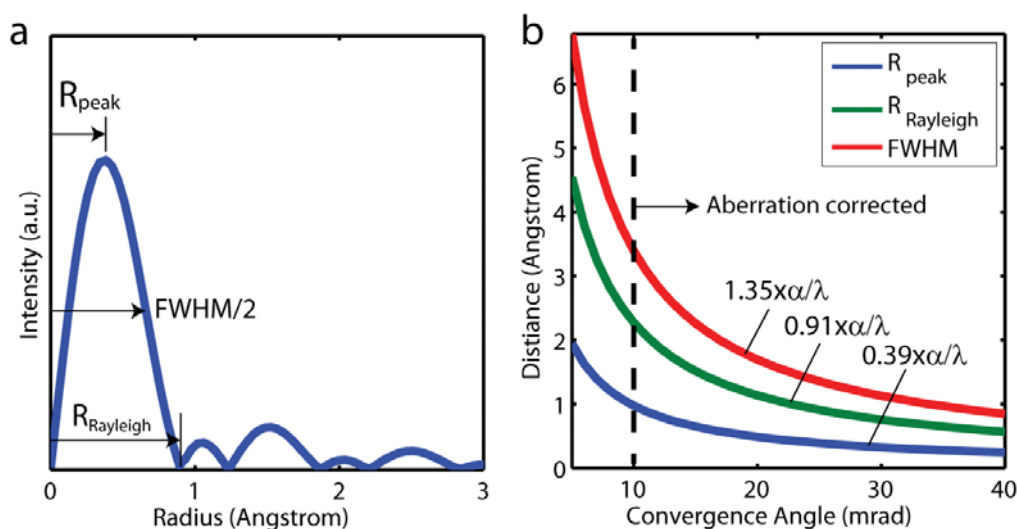 a
R peak
FWHM/2
R Rayleigh
Intensity (a.u.)
0 1 2 3
Radius (Angstrom)
b
R peak
R Rayleigh
FWHM
Aberration corrected
1.35xα/λ
0.91xα/λ
0.39xα/λ
Distiance (Angstrom)
6
5
4
3
2
1
0
10 20 30 40
Convergence Angle (mrad)